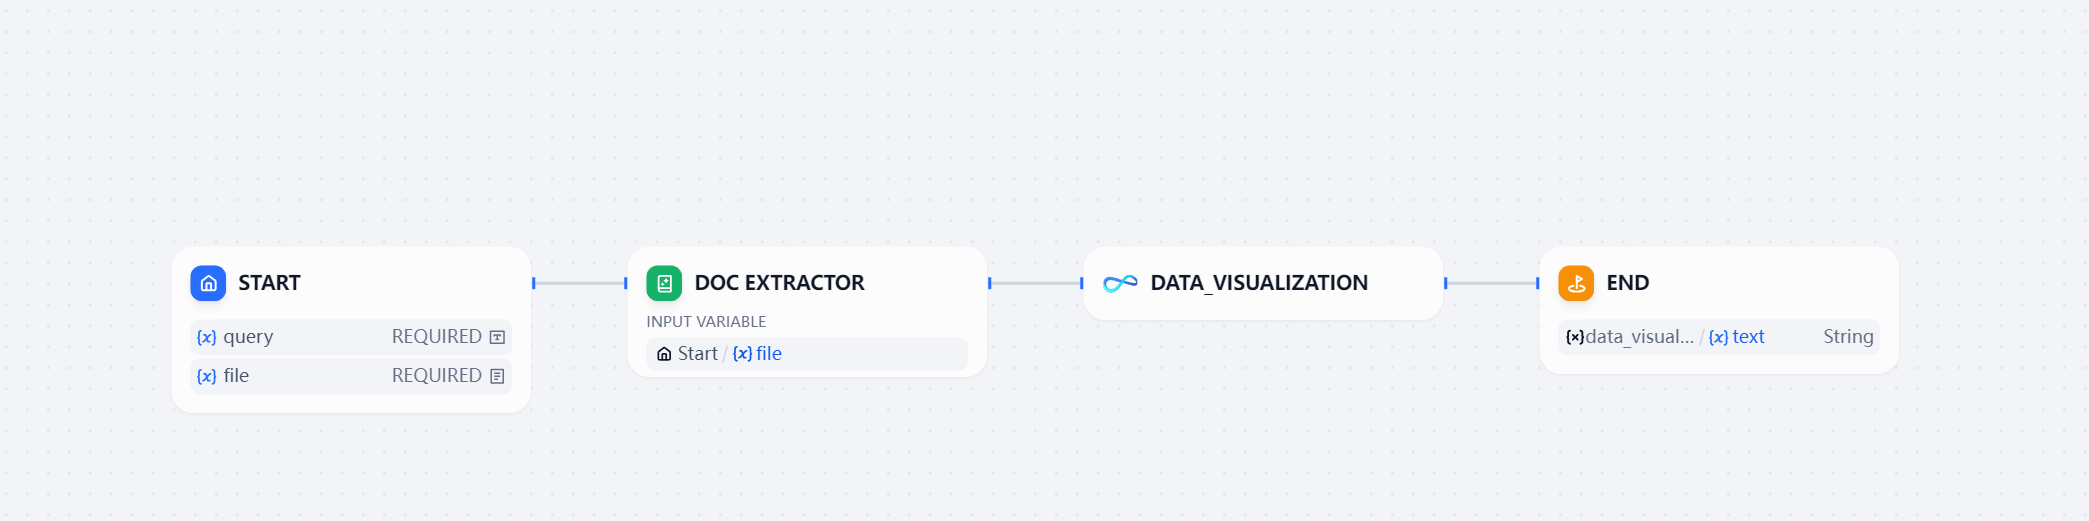 START
{x} query REQUIRED
{x} file REQUIRED
DOC EXTRACTOR
INPUT VARIABLE
Start / {x} file
DATA_VISUALIZATION
END
{x} data_visual... / {x} text String